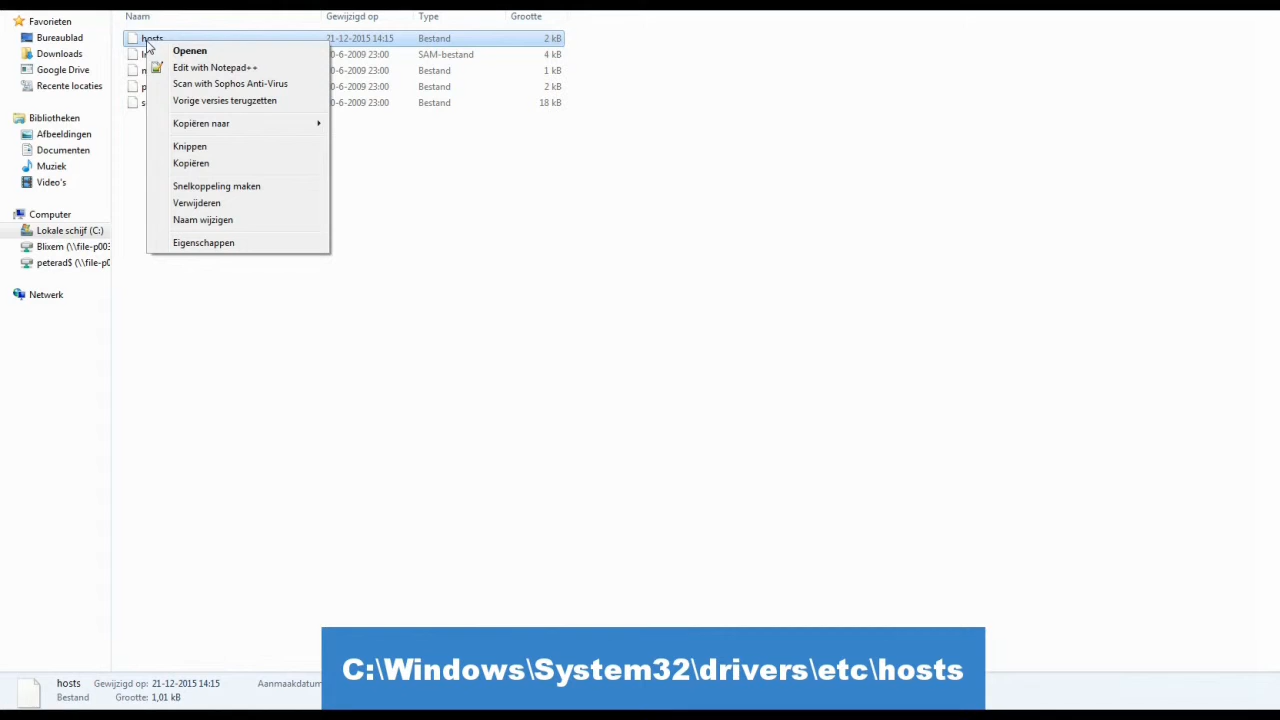 Naam Gewijzigd op Type Grootte
Favorieten
Bureaublad
Downloads
Google Drive
Recente locaties
Bibliotheken
Afbeeldingen
Documenten
Muziek
Video's
Computer
Lokale schijf (C:)
Blixem (\\file-p003
peterad$ (\\file-p0
Netwerk
hosts 21-12-2015 14:15 Bestand 2 kB
0-6-2009 23:00 SAM-bestand 4 kB
0-6-2009 23:00 Bestand 1 kB
0-6-2009 23:00 Bestand 2 kB
0-6-2009 23:00 Bestand 18 kB
Openen
Edit with Notepad++
Scan with Sophos Anti-Virus
Vorige versies terugzetten
Kopiëren naar
Knippen
Kopiëren
Snelkoppeling maken
Verwijderen
Naam wijzigen
Eigenschappen
C:\Windows\System32\drivers\etc\hosts
hosts Gewijzigd op: 21-12-2015 14:15 Aanmaakdatum
Bestand Grootte: 1,01 kB